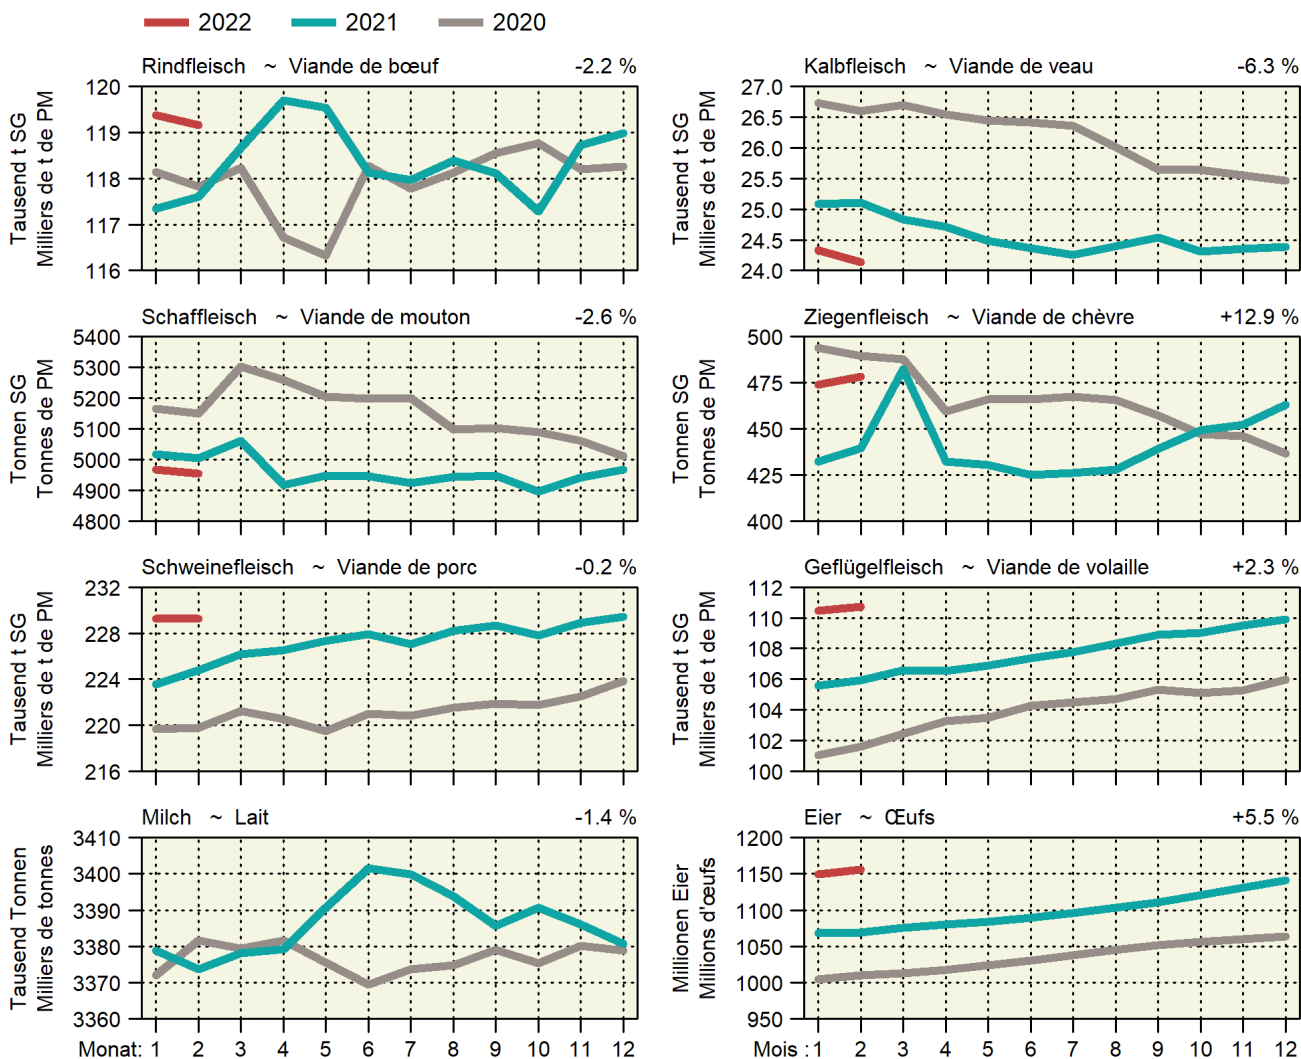 2022 2021 2020
Rindfleisch ~ Viande de bœuf -2.2 %
Tausend t SG
Milliers de t de PM
120
119
118
117
116
Kalbfleisch ~ Viande de veau -6.3 %
Tausend t SG
Milliers de t de PM
27.0
26.5
26.0
25.5
25.0
24.5
24.0
Schaffleisch ~ Viande de mouton -2.6 %
Tonnen SG
Tonnes de PM
5400
5300
5200
5100
5000
4900
4800
Ziegenfleisch ~ Viande de chèvre +12.9 %
Tonnen SG
Tonnes de PM
500
475
450
425
400
Schweinefleisch ~ Viande de porc -0.2 %
Tausend t SG
Milliers de t de PM
232
228
224
220
216
Geflügelfleisch ~ Viande de volaille +2.3 %
Tausend t SG
Milliers de t de PM
112
110
108
106
104
102
100
Milch ~ Lait -1.4 %
Tausend Tonnen
Milliers de tonnes
3410
3400
3390
3380
3370
3360
Monat: 1 2 3 4 5 6 7 8 9 10 11 12
Eier ~ Œufs +5.5 %
Millionen Eier
Millions d'œufs
1200
1150
1100
1050
1000
950
Mois : 1 2 3 4 5 6 7 8 9 10 11 12